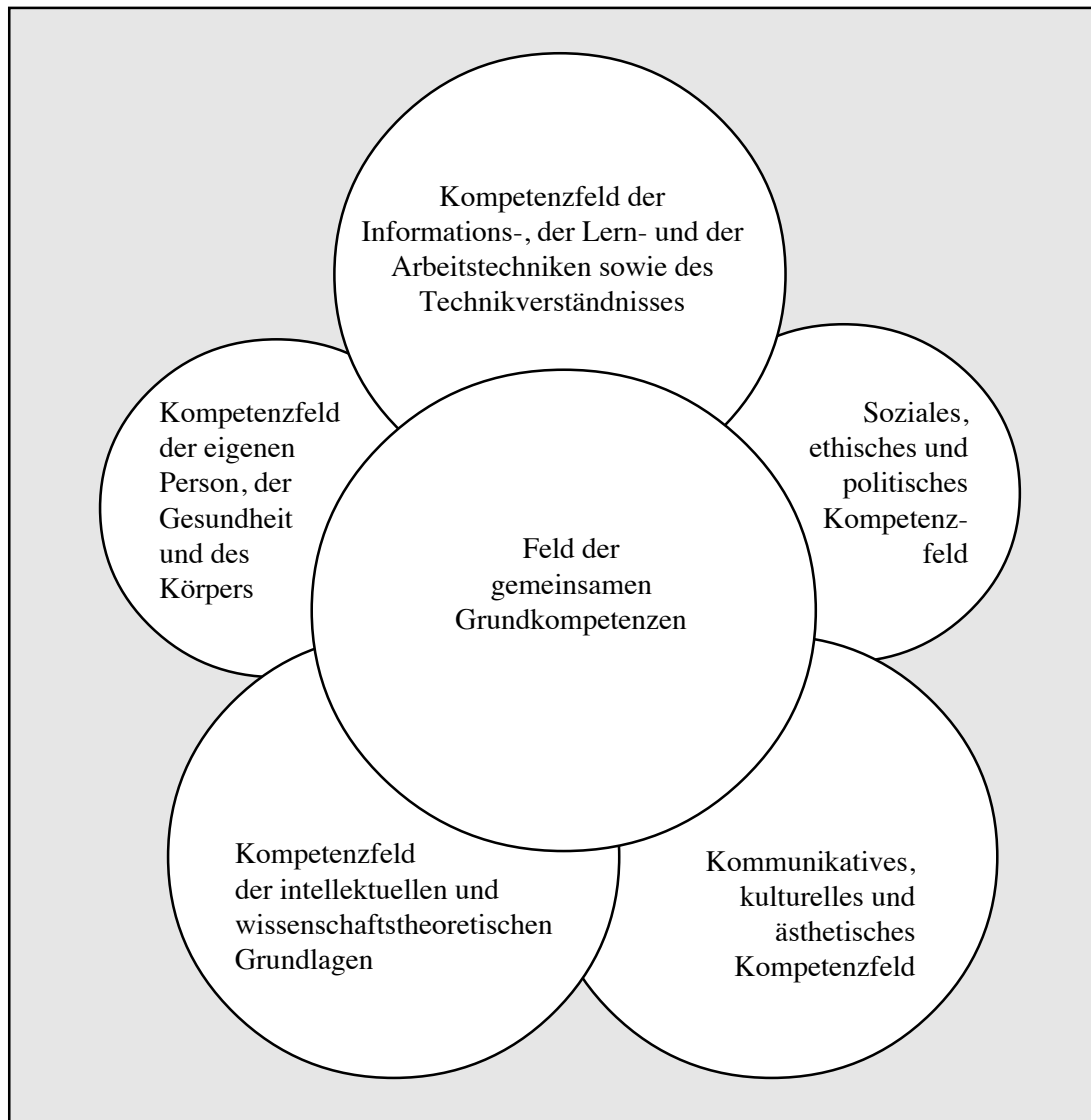 Kompetenzfeld der
Informations-, der Lern- und der
Arbeitstechniken sowie des
Technikverständnisses
Kompetenzfeld
der eigenen
Person, der
Gesundheit
und des
Körpers
Soziales,
ethisches und
politisches
Kompetenz-
feld
Feld der
gemeinsamen
Grundkompetenzen
Kompetenzfeld
der intellektuellen und
wissenschaftstheoretischen
Grundlagen
Kommunikatives,
kulturelles und
ästhetisches
Kompetenzfeld